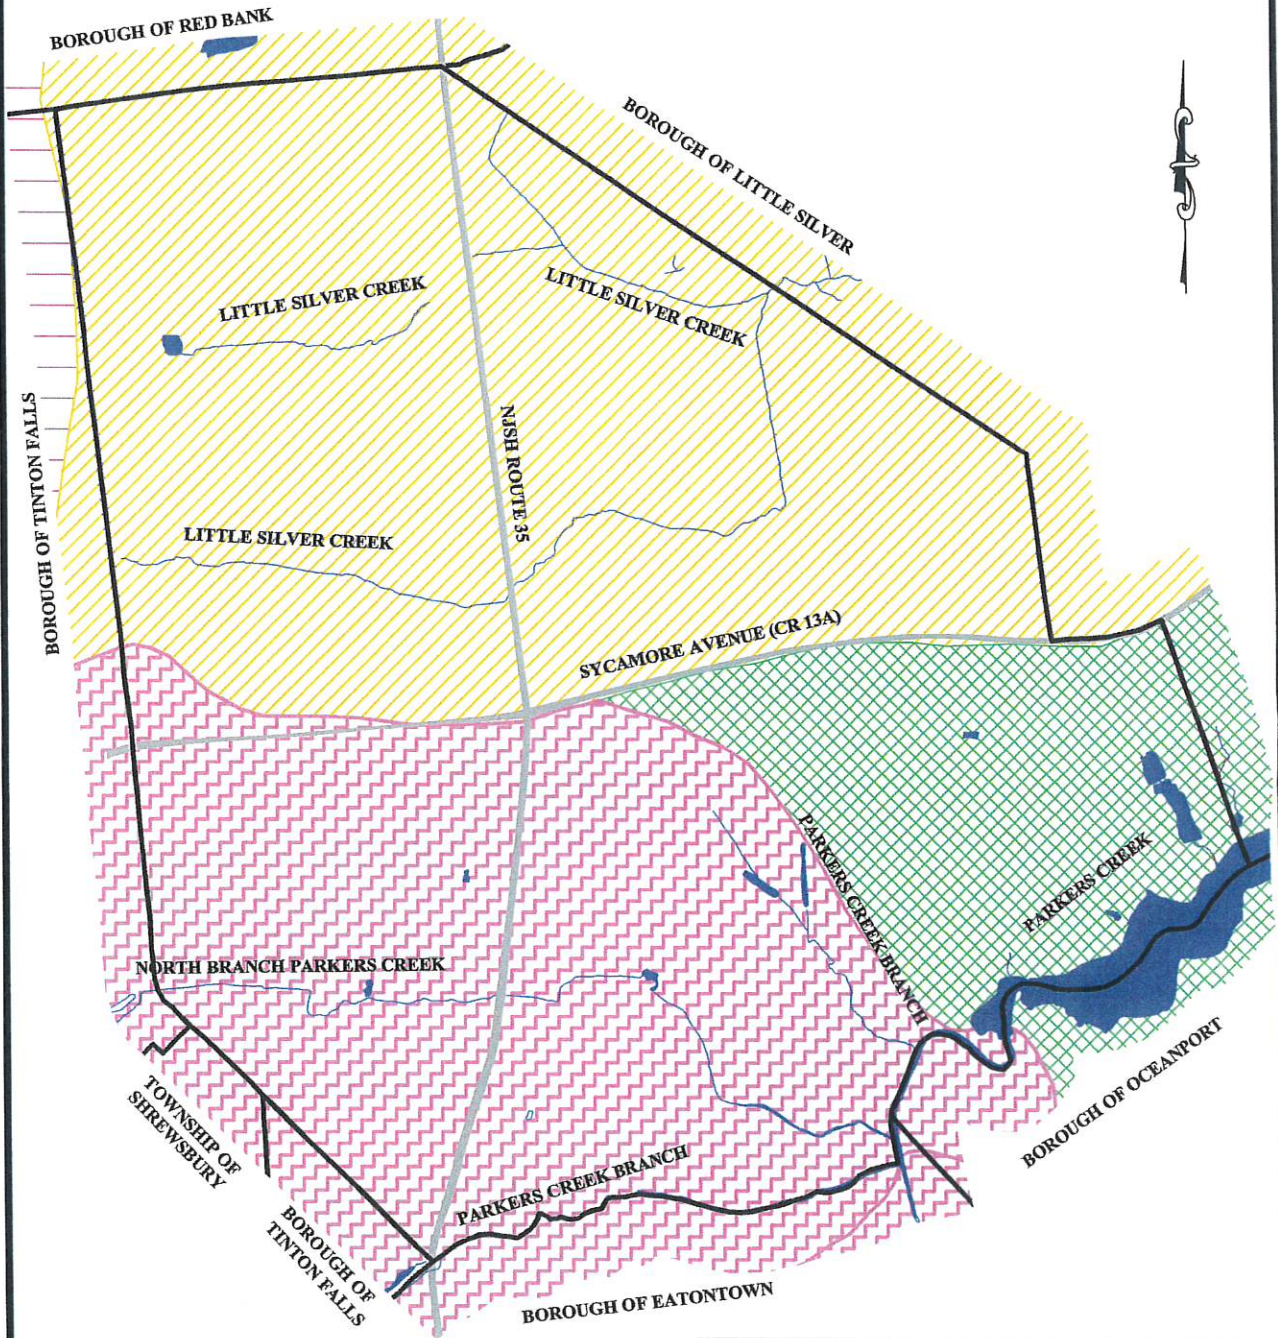 BOROUGH OF RED BANK
BOROUGH OF LITTLE SILVER
LITTLE SILVER CREEK
LITTLE SILVER CREEK
BOROUGH OF TINTON FALLS
NJSH ROUTE 35
LITTLE SILVER CREEK
SYCAMORE AVENUE (CR 13A)
PARKERS CREEK BRANCH
PARKERS CREEK
NORTH BRANCH PARKERS CREEK
BOROUGH OF OCEANPORT
TOWNSHIP OF
SHREWSBURY
PARKERS CREEK BRANCH
BOROUGH OF
TINTON FALLS
BOROUGH OF EATONTOWN